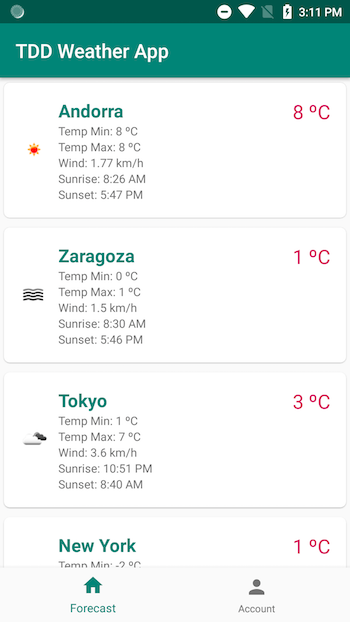 3:11 PM
TDD Weather App
Andorra
8 ºC
Temp Min: 8 ºC
Temp Max: 8 ºC
Wind: 1.77 km/h
Sunrise: 8:26 AM
Sunset: 5:47 PM
Zaragoza
1 ºC
Temp Min: 0 ºC
Temp Max: 1 ºC
Wind: 1.5 km/h
Sunrise: 8:30 AM
Sunset: 5:46 PM
Tokyo
3 ºC
Temp Min: 1 ºC
Temp Max: 7 ºC
Wind: 3.6 km/h
Sunrise: 10:51 PM
Sunset: 8:40 AM
New York
1 ºC
Temp Min: -2 ºC
Forecast
Account